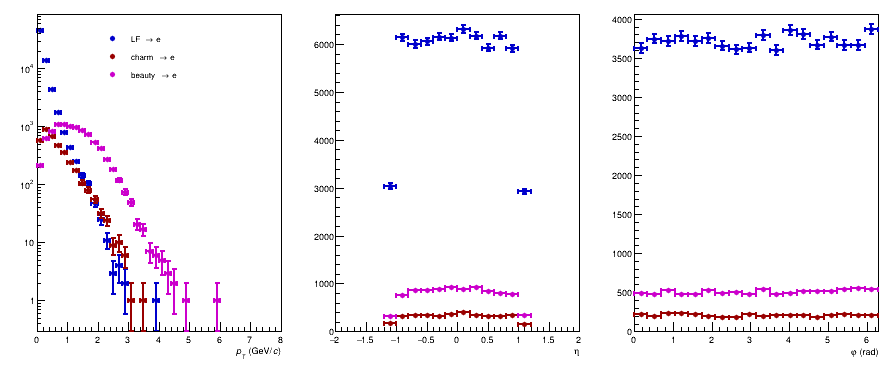 LF → e
charm → e
beauty → e
10⁴
10³
10²
10
1
0 1 2 3 4 5 6 7 8
p_T (GeV/c)
6000
5000
4000
3000
2000
1000
0
−2 −1.5 −1 −0.5 0 0.5 1 1.5 2
η
4000
3500
3000
2500
2000
1500
1000
500
0
0 1 2 3 4 5 6
φ (rad)